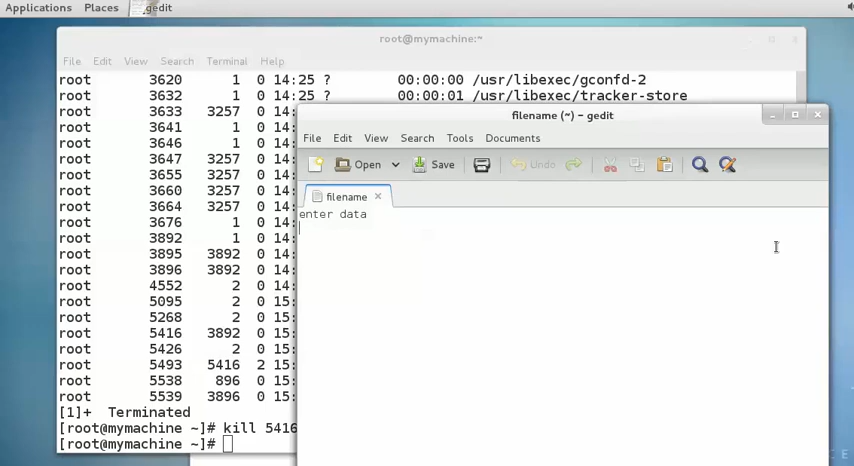 Applications Places gedit
root@mymachine:~
File Edit View Search Terminal Help
root 3620 1 0 14:25 ? 00:00:00 /usr/libexec/gconfd-2
root 3632 1 0 14:25 ? 00:00:01 /usr/libexec/tracker-store
root 3633 3257 0 14:
root 3641 1 0 14:
root 3646 1 0 14:
root 3647 3257 0 14:
root 3655 3257 0 14:
root 3660 3257 0 14:
root 3664 3257 0 14:
root 3676 1 0 14:
root 3892 1 0 14:
root 3895 3892 0 14:
root 3896 3892 0 14:
root 4552 2 0 15:
root 5095 2 0 15:
root 5268 2 0 15:
root 5416 3892 0 15:
root 5426 2 0 15:
root 5493 5416 2 15:
root 5538 896 0 15:
root 5539 3896 0 15:
[1]+ Terminated
[root@mymachine ~]# kill 5416
[root@mymachine ~]#
filename (~) – gedit
File Edit View Search Tools Documents
Open Save Undo
filename
enter data
C E